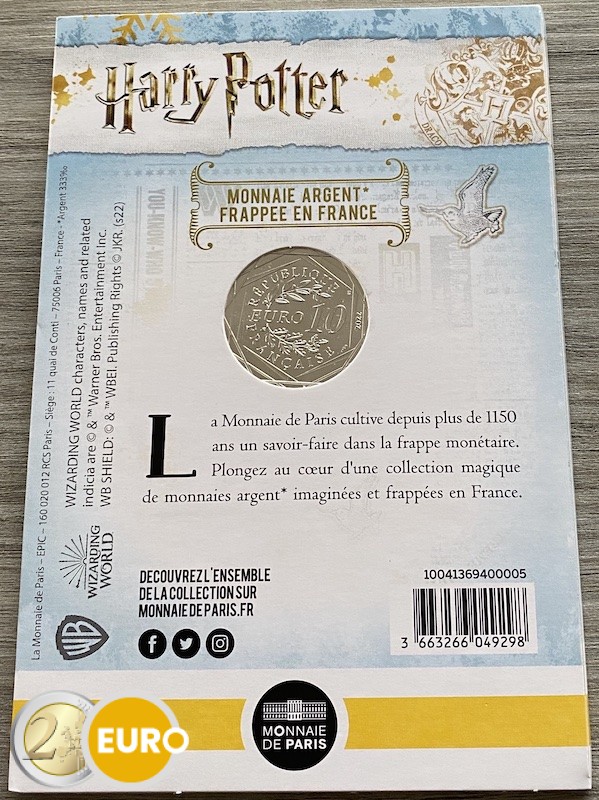 Harry Potter
DRACO
MONNAIE ARGENT*
FRAPPÉE EN FRANCE
RÉPUBLIQUE
EURO 10
FRANÇAISE
2022
La Monnaie de Paris cultive depuis plus de 1150
ans un savoir-faire dans la frappe monétaire.
Plongez au cœur d'une collection magique
de monnaies argent* imaginées et frappées en France.
DECOUVREZ L'ENSEMBLE
DE LA COLLECTION SUR
MONNAIEDEPARIS.FR
10041369400005
3 663266 049298
WIZARDING WORLD characters, names and related
indicia are © & ™ Warner Bros. Entertainment Inc.
WB SHIELD: © & ™ WBEI. Publishing Rights © JKR. (s22)
WIZARDING
WORLD
La Monnaie de Paris – EPIC – 160 020 012 RCS Paris – Siège : 11 quai de Conti – 75006 Paris – France - *Argent 333‰
WB
MONNAIE
DE PARIS
2 EURO